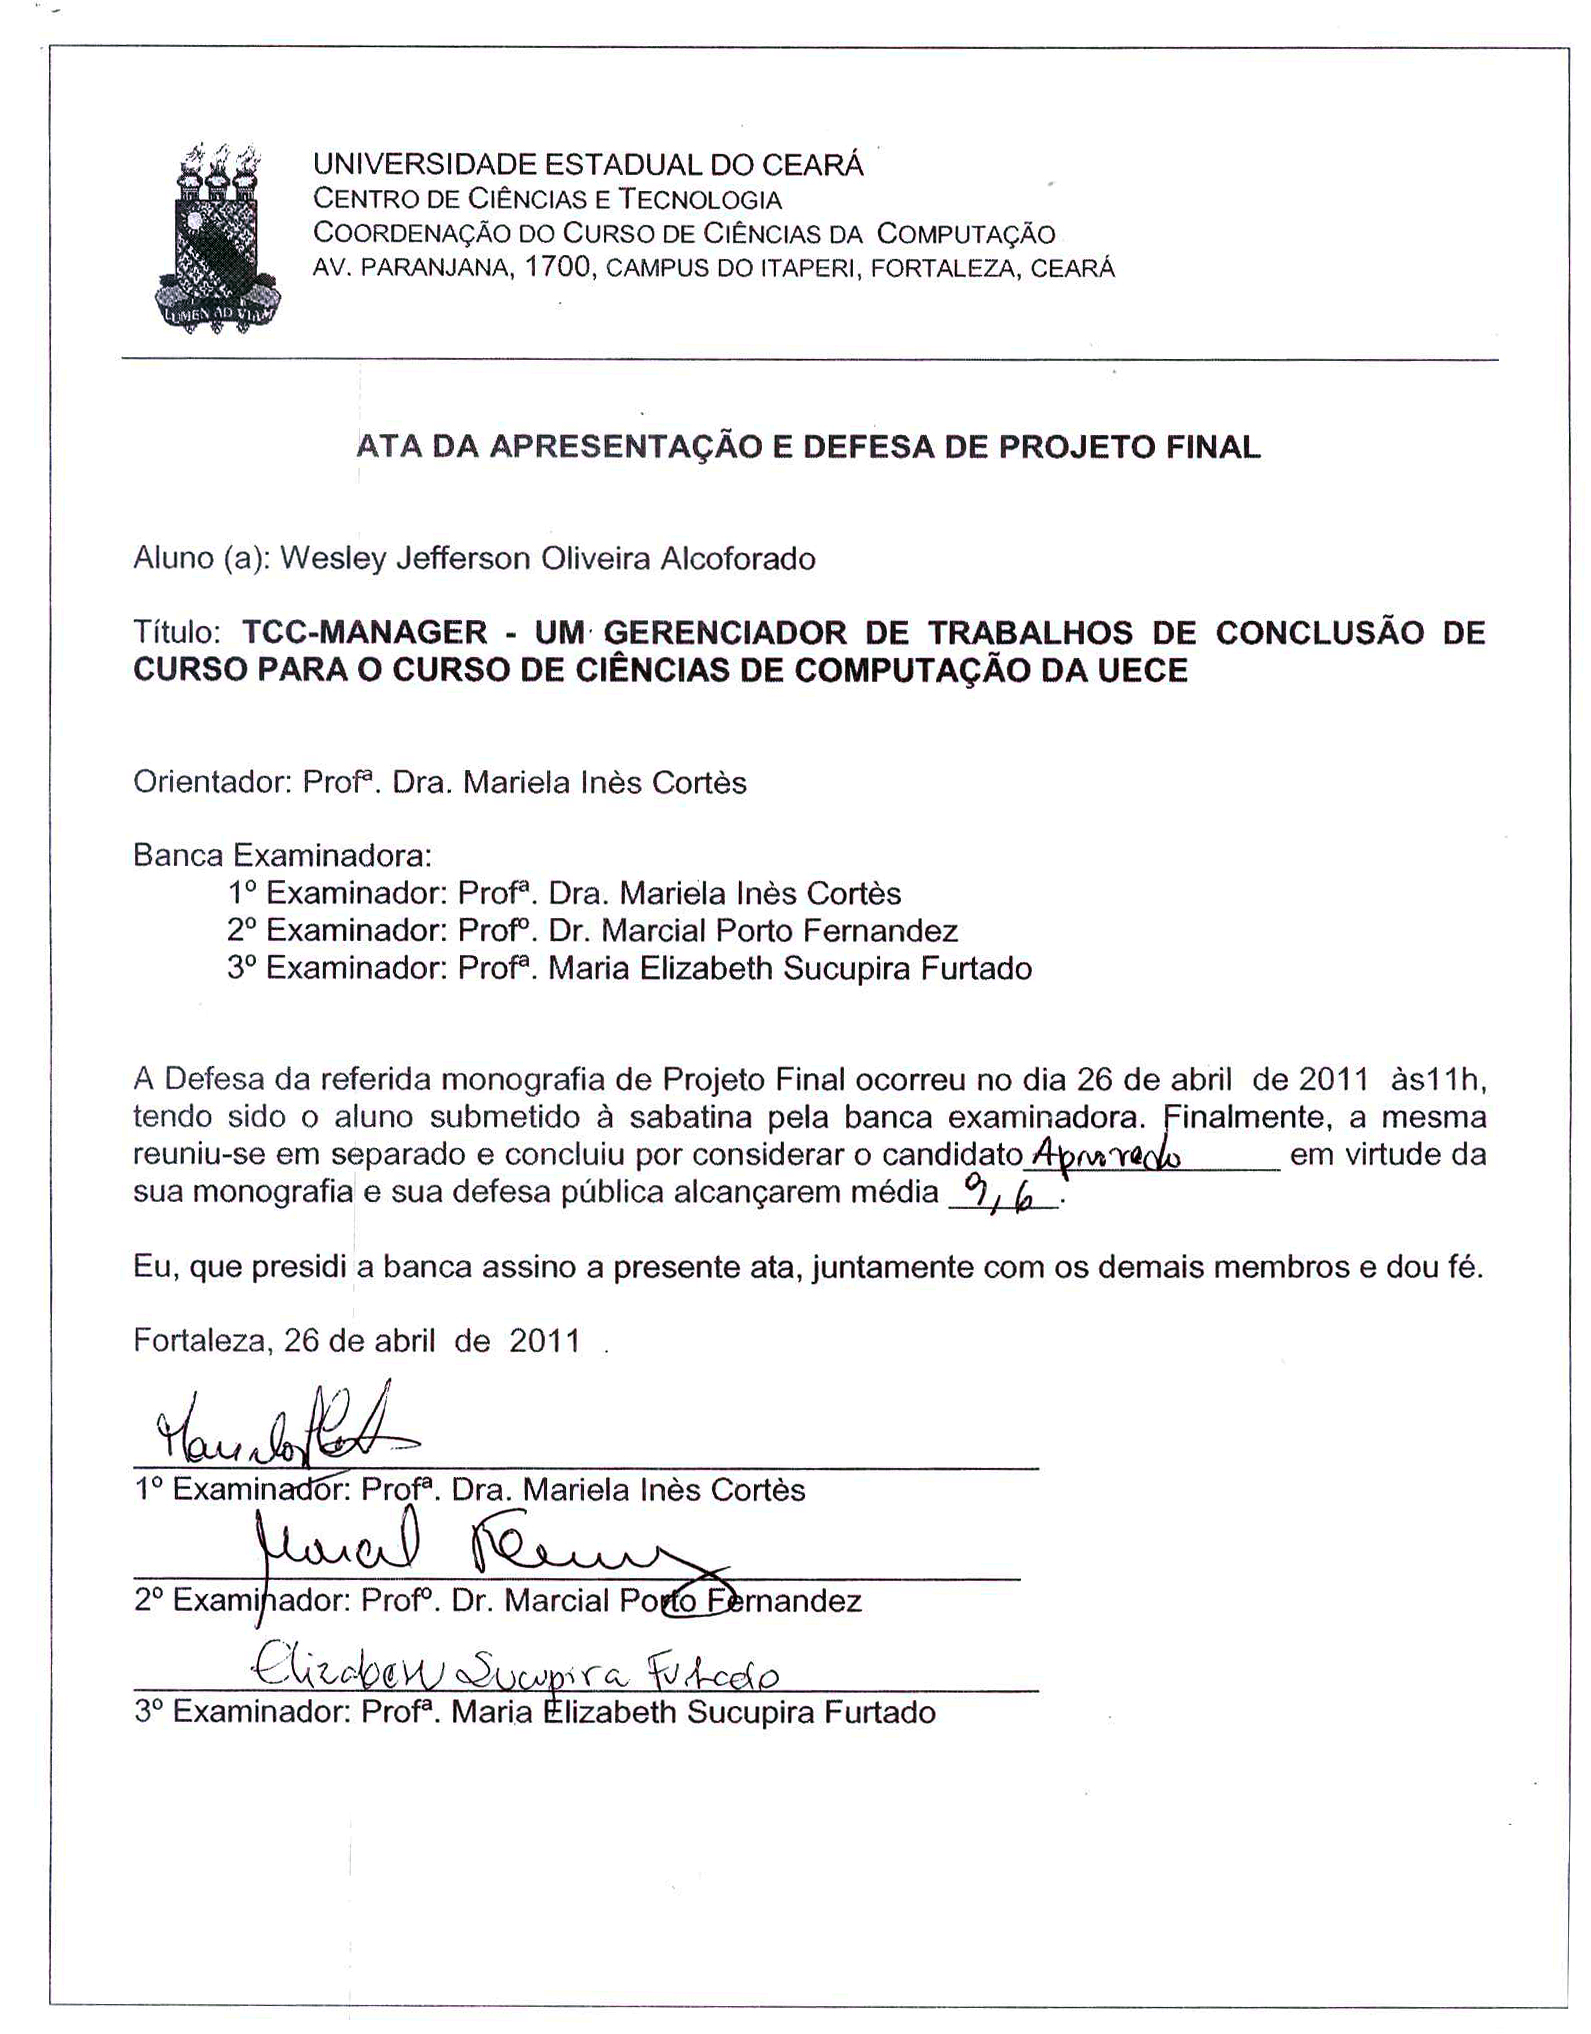 UNIVERSIDADE ESTADUAL DO CEARÁ
CENTRO DE CIÊNCIAS E TECNOLOGIA
COORDENAÇÃO DO CURSO DE CIÊNCIAS DA COMPUTAÇÃO
AV. PARANJANA, 1700, CAMPUS DO ITAPERI, FORTALEZA, CEARÁ
LUMEN AD VIAM
ATA DA APRESENTAÇÃO E DEFESA DE PROJETO FINAL
Aluno (a): Wesley Jefferson Oliveira Alcoforado
Título: TCC-MANAGER - UM GERENCIADOR DE TRABALHOS DE CONCLUSÃO DE
CURSO PARA O CURSO DE CIÊNCIAS DE COMPUTAÇÃO DA UECE
Orientador: Profª. Dra. Mariela Inès Cortès
Banca Examinadora:
1º Examinador: Profª. Dra. Mariela Inès Cortès
2º Examinador: Profº. Dr. Marcial Porto Fernandez
3º Examinador: Profª. Maria Elizabeth Sucupira Furtado
A Defesa da referida monografia de Projeto Final ocorreu no dia 26 de abril de 2011 às11h,
tendo sido o aluno submetido à sabatina pela banca examinadora. Finalmente, a mesma
reuniu-se em separado e concluiu por considerar o candidato Aprovado em virtude da
sua monografia e sua defesa pública alcançarem média 9,6.
Eu, que presidi a banca assino a presente ata, juntamente com os demais membros e dou fé.
Fortaleza, 26 de abril de 2011 .
1º Examinador: Profª. Dra. Mariela Inès Cortès
2º Examinador: Profº. Dr. Marcial Porto Fernandez
Elizabeth Sucupira Furtado
3º Examinador: Profª. Maria Elizabeth Sucupira Furtado